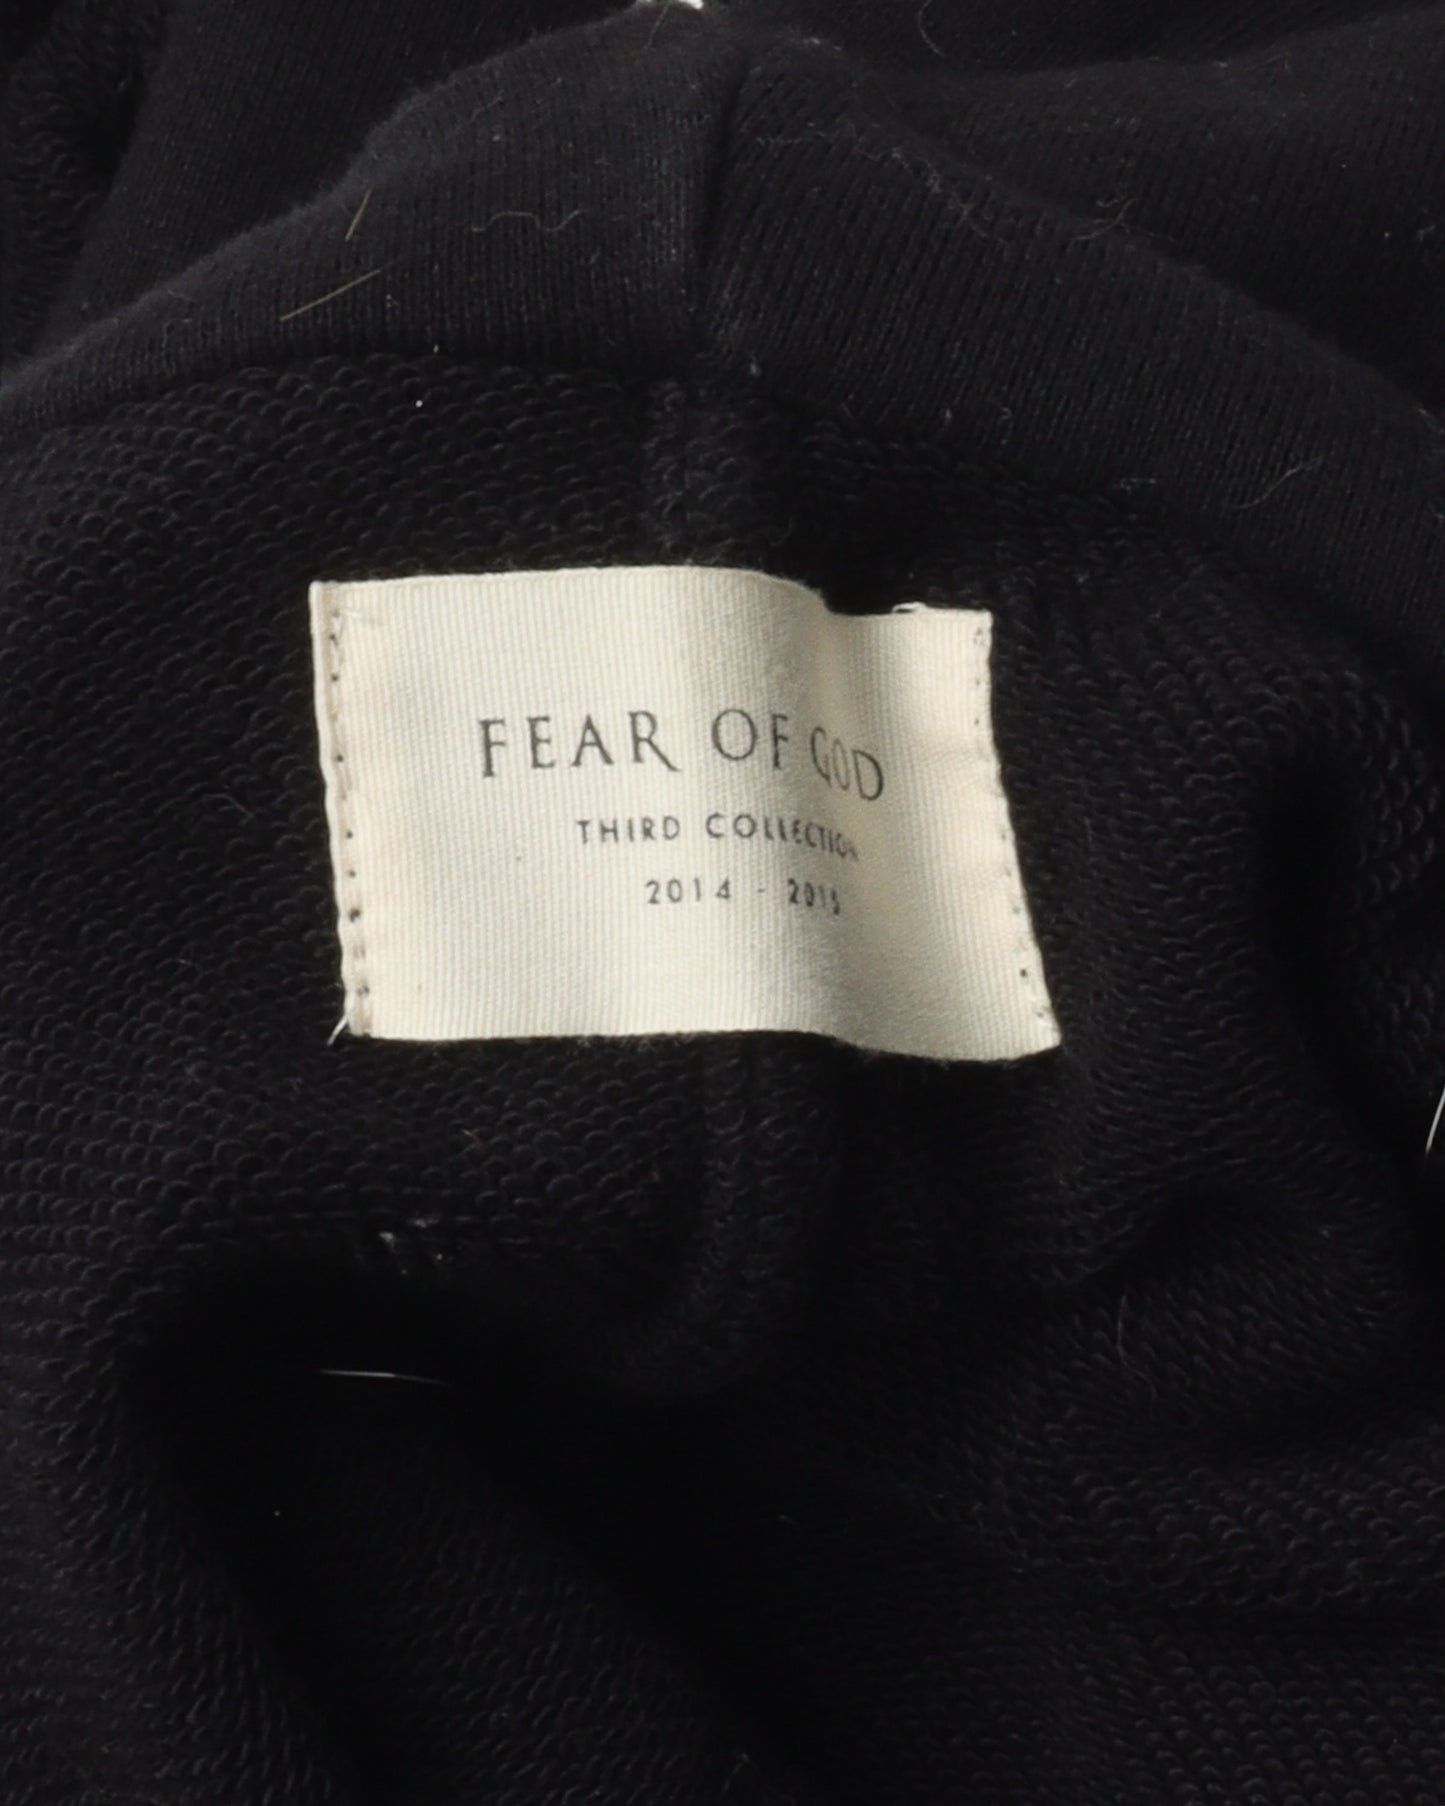 FEAR OF GOD
THIRD COLLECTION
2014 - 2015